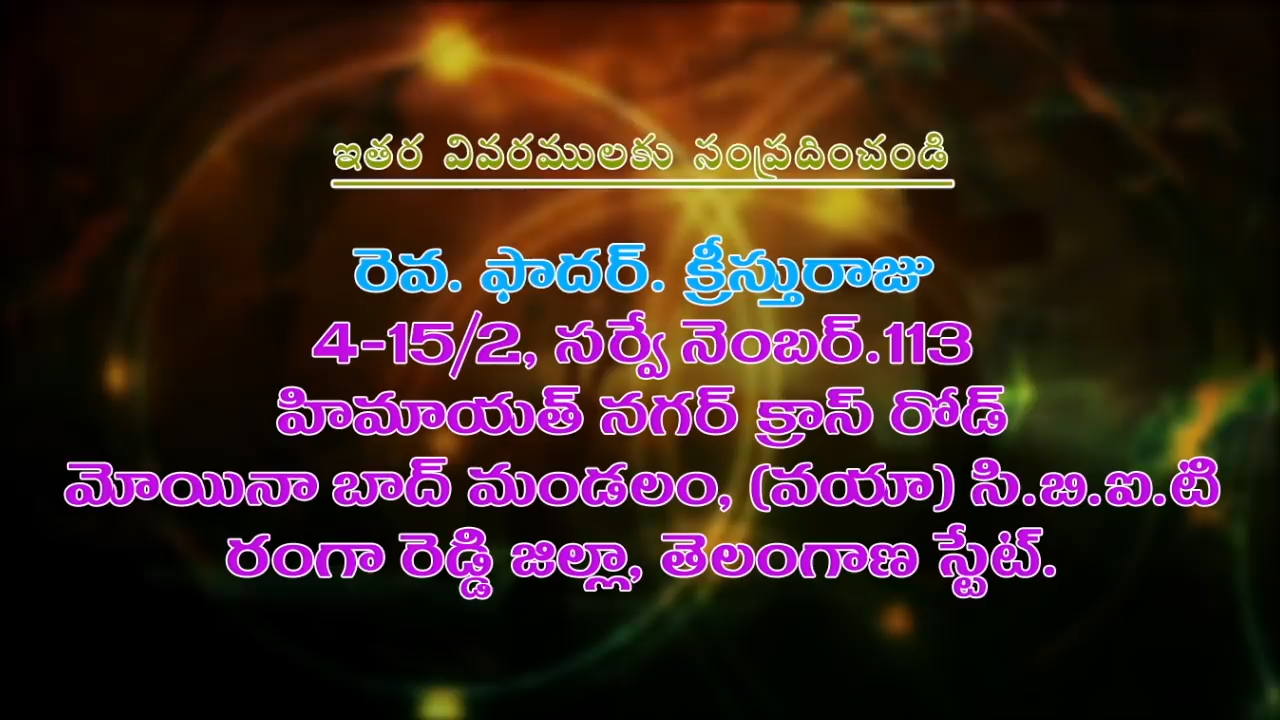 ఇతర వివరములకు సంప్రదించండి
రెవ. ఫాదర్. క్రీస్తురాజు
4-15/2, సర్వే నెంబర్.113
హిమాయత్ నగర్ క్రాస్ రోడ్
మోయినా బాద్ మండలం, (వయా) సి.బి.ఐ.టి
రంగా రెడ్డి జిల్లా, తెలంగాణ స్టేట్.